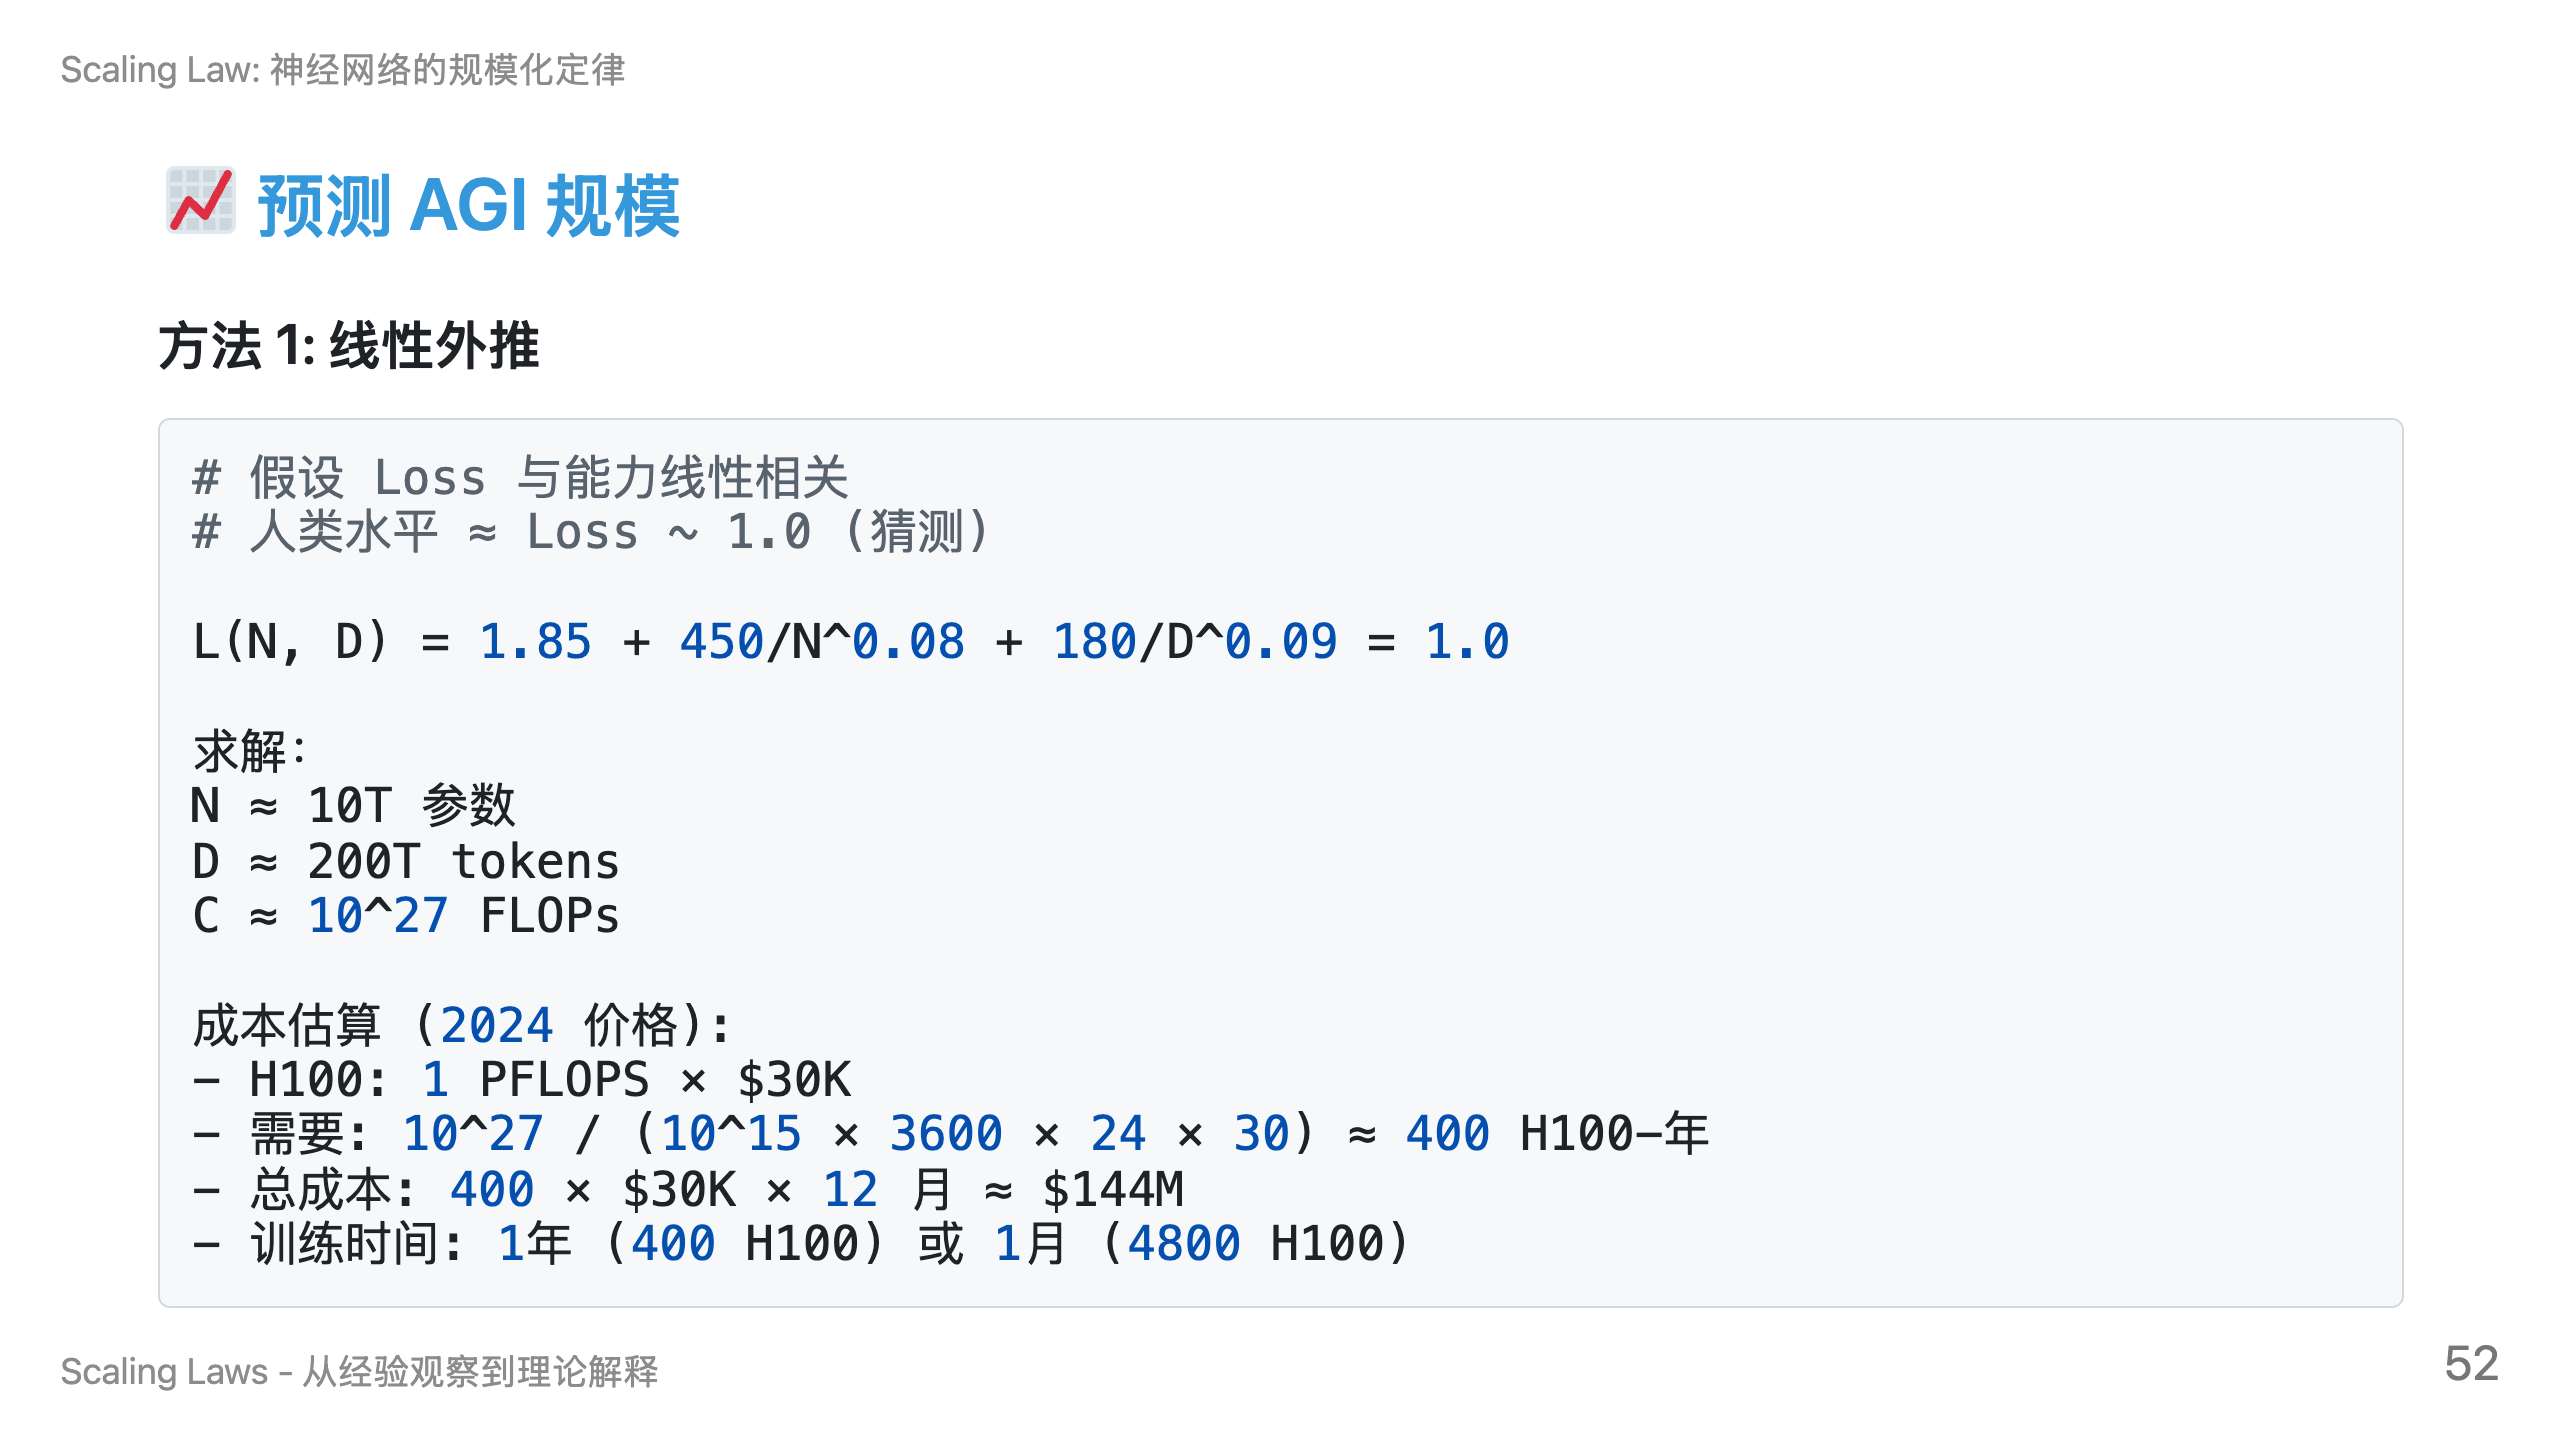 Scaling Law: 神经网络的规模化定律
📈 预测 AGI 规模
方法 1: 线性外推
# 假设 Loss 与能力线性相关
# 人类水平 ≈ Loss ~ 1.0 (猜测)
L(N, D) = 1.85 + 450/N^0.08 + 180/D^0.09 = 1.0
求解:
N ≈ 10T 参数
D ≈ 200T tokens
C ≈ 10^27 FLOPs
成本估算 (2024 价格):
- H100: 1 PFLOPS × $30K
- 需要: 10^27 / (10^15 × 3600 × 24 × 30) ≈ 400 H100-年
- 总成本: 400 × $30K × 12 月 ≈ $144M
- 训练时间: 1年 (400 H100) 或 1月 (4800 H100)
Scaling Laws - 从经验观察到理论解释
52